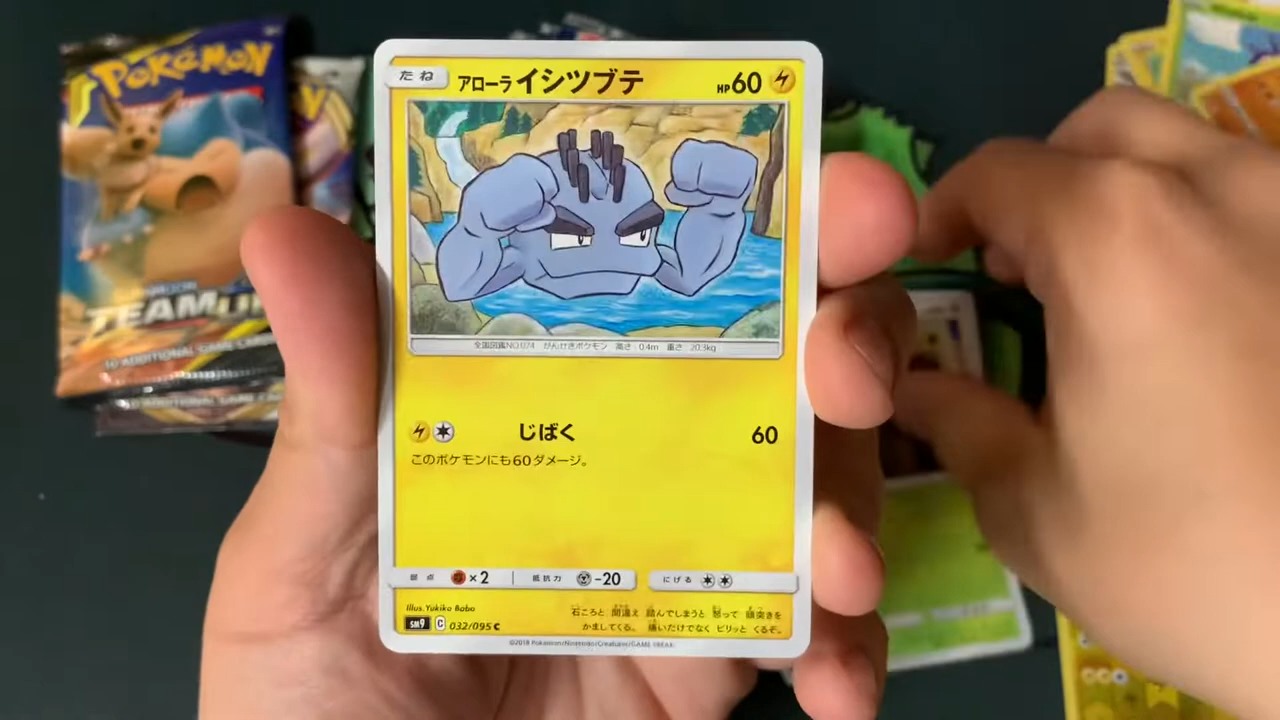 POKÉMON
TEAM U
10 ADDITIONAL GAME CARDS
ADDITIONAL GAME CA
たね
アローラ イシツブテ
HP 60
全国図鑑NO.074 がんせきポケモン 高さ:0.4m 重さ:20.3kg
じばく 60
このポケモンにも60ダメージ。
弱点 ×2 抵抗力 -20 にげる
Illus. Yukiko Baba
石ころと 間違え 踏んでしまうと 怒って 頭突きを
かましてくる。 痛いだけでなく ビリッと くるぞ。
sm9 C 032/095 C
©2018 Pokémon/Nintendo/Creatures/GAME FREAK